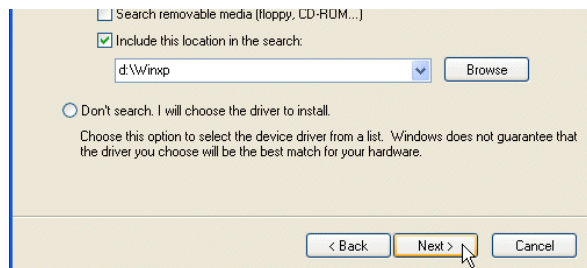 Search removable media (floppy, CD-ROM...)
Include this location in the search:
d:\Winxp
Browse
Don't search. I will choose the driver to install.
Choose this option to select the device driver from a list. Windows does not guarantee that
the driver you choose will be the best match for your hardware.
< Back
Next >
Cancel